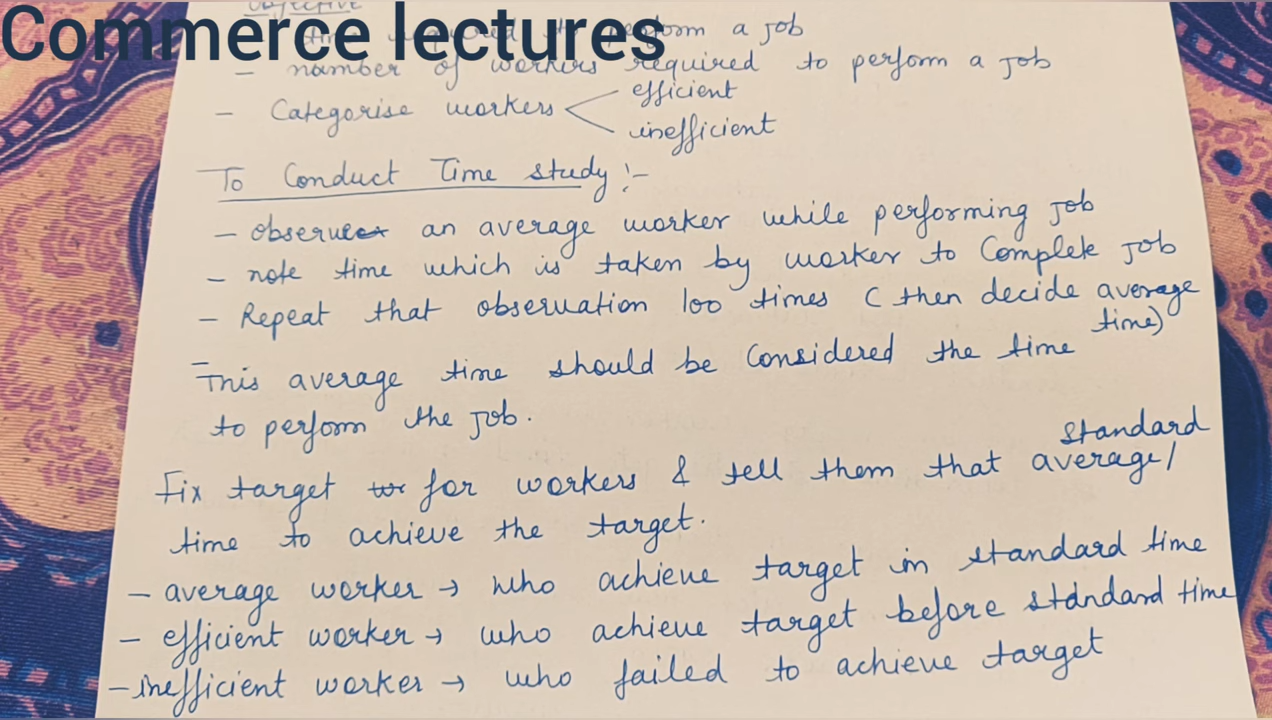 Objective
Commerce lectures
time required to perform a job
– number of workers required to perform a job
– Categorise workers efficient
inefficient
To Conduct Time study :-
– observe an average worker while performing job
– note time which is taken by worker to Complete job
– Repeat that observation 100 times ( then decide average
time)
– This average time should be Considered the time
to perform the job.
standard
Fix target for workers & tell them that average/
time to achieve the target.
– average worker → who achieve target in standard time
– efficient worker → who achieve target before standard time
– inefficient worker → who failed to achieve target